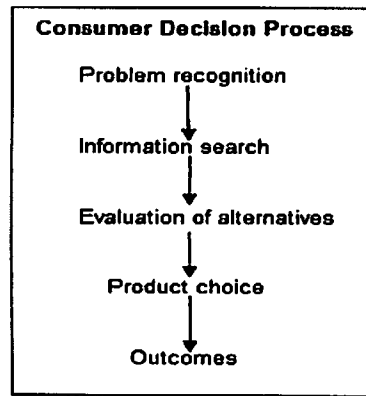 Consumer Decision Process
Problem recognition
Information search
Evaluation of alternatives
Product choice
Outcomes